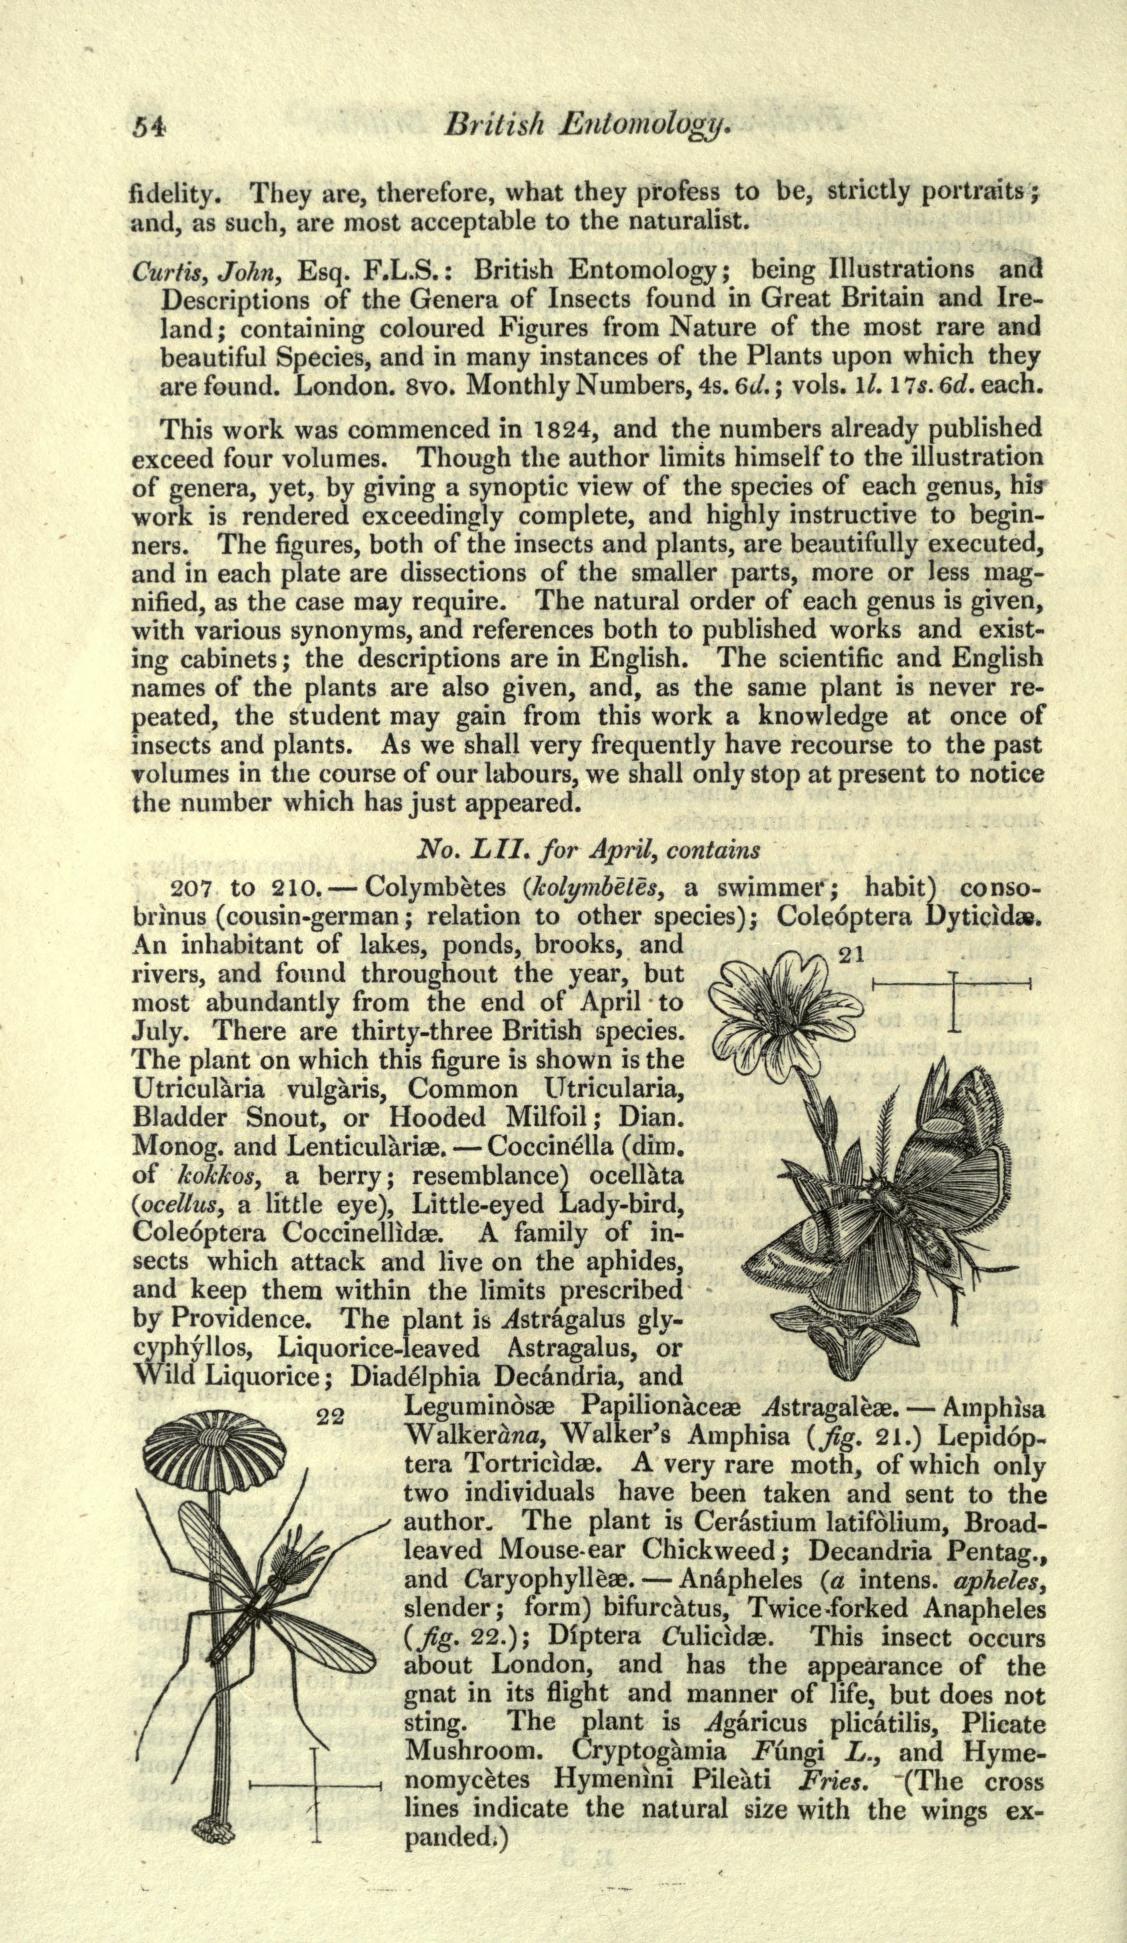 54 British Entomology.
fidelity. They are, therefore, what they profess to be, strictly portraits;
and, as such, are most acceptable to the naturalist.
Curtis, John, Esq. F.L.S.: British Entomology; being Illustrations and
Descriptions of the Genera of Insects found in Great Britain and Ire-
land; containing coloured Figures from Nature of the most rare and
beautiful Species, and in many instances of the Plants upon which they
are found. London. 8vo. Monthly Numbers, 4s. 6d.; vols. 1l. 17s. 6d. each.
This work was commenced in 1824, and the numbers already published
exceed four volumes. Though the author limits himself to the illustration
of genera, yet, by giving a synoptic view of the species of each genus, his
work is rendered exceedingly complete, and highly instructive to begin-
ners. The figures, both of the insects and plants, are beautifully executed,
and in each plate are dissections of the smaller parts, more or less mag-
nified, as the case may require. The natural order of each genus is given,
with various synonyms, and references both to published works and exist-
ing cabinets; the descriptions are in English. The scientific and English
names of the plants are also given, and, as the same plant is never re-
peated, the student may gain from this work a knowledge at once of
insects and plants. As we shall very frequently have recourse to the past
volumes in the course of our labours, we shall only stop at present to notice
the number which has just appeared.
No. LII. for April, contains
207 to 210.—Colymbètes (kolymbētēs, a swimmer; habit) conso-
brìnus (cousin-german; relation to other species); Coleóptera Dyticìdæ.
An inhabitant of lakes, ponds, brooks, and
rivers, and found throughout the year, but
most abundantly from the end of April to
July. There are thirty-three British species.
The plant on which this figure is shown is the
Utriculària vulgàris, Common Utricularia,
Bladder Snout, or Hooded Milfoil; Dian.
Monog. and Lenticulàriæ.—Coccinélla (dim.
of kokkos, a berry; resemblance) ocellàta
(ocellus, a little eye), Little-eyed Lady-bird,
Coleóptera Coccinellìdæ. A family of in-
sects which attack and live on the aphides,
and keep them within the limits prescribed
by Providence. The plant is Astrágalus gly-
cyphýllos, Liquorice-leaved Astragalus, or
Wild Liquorice; Diadélphia Decándria, and
21
22
Leguminòsæ Papilionàceæ Astragalèæ.—Amphìsa
Walkeràna, Walker's Amphisa (fig. 21.) Lepidóp-
tera Tortricìdæ. A very rare moth, of which only
two individuals have been taken and sent to the
author. The plant is Cerástium latifòlium, Broad-
leaved Mouse-ear Chickweed; Decandria Pentag.,
and Caryophyllèæ.—Anápheles (a intens. apheles,
slender; form) bifurcàtus, Twice-forked Anapheles
(fig. 22.); Díptera Culicìdæ. This insect occurs
about London, and has the appearance of the
gnat in its flight and manner of life, but does not
sting. The plant is Agáricus plicátilis, Plicate
Mushroom. Cryptogàmia Fúngi L., and Hyme-
nomycètes Hymenìni Pileàti Fries. (The cross
lines indicate the natural size with the wings ex-
panded.)